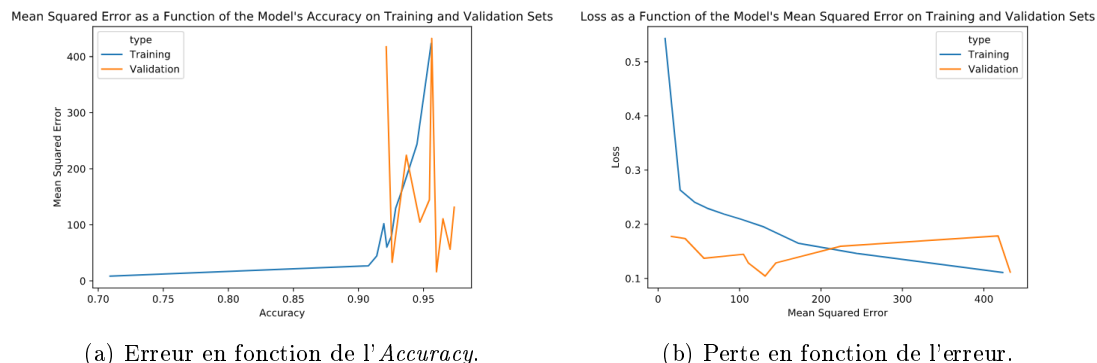 Mean Squared Error as a Function of the Model's Accuracy on Training and Validation Sets
type
Training
Validation
400
300
200
100
0
Mean Squared Error
0.70 0.75 0.80 0.85 0.90 0.95
Accuracy
(a) Erreur en fonction de l'Accuracy.
Loss as a Function of the Model's Mean Squared Error on Training and Validation Sets
type
Training
Validation
0.5
0.4
0.3
0.2
0.1
Loss
0 100 200 300 400
Mean Squared Error
(b) Perte en fonction de l'erreur.